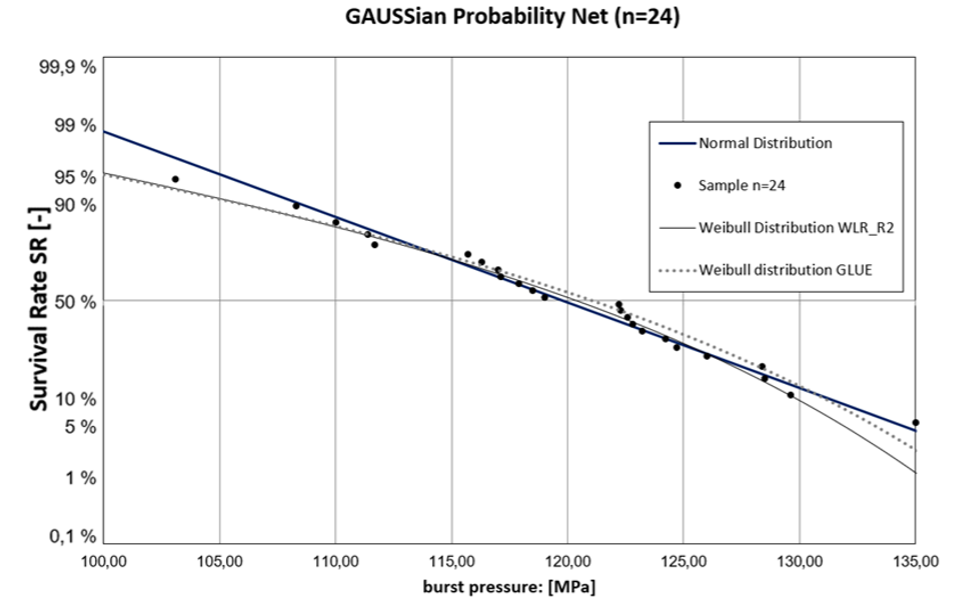 GAUSSian Probability Net (n=24)
99,9 %
99 %
95 %
90 %
50 %
10 %
5 %
1 %
0,1 %
Survival Rate SR [-]
Normal Distribution
Sample n=24
Weibull Distribution WLR_R2
Weibull distribution GLUE
100,00 105,00 110,00 115,00 120,00 125,00 130,00 135,00
burst pressure: [MPa]